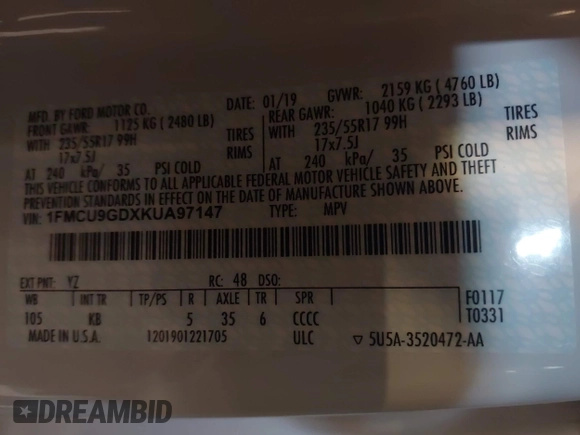 MFD. BY FORD MOTOR CO. DATE: 01/19 GVWR: 2159 KG ( 4760 LB)
FRONT GAWR: 1125 KG ( 2480 LB) REAR GAWR: 1040 KG ( 2293 LB)
WITH 235/55R17 99H TIRES WITH 235/55R17 99H TIRES
17x7.5J RIMS 17x7.5J RIMS
AT 240 kPa/ 35 PSI COLD AT 240 kPa/ 35 PSI COLD
THIS VEHICLE CONFORMS TO ALL APPLICABLE FEDERAL MOTOR VEHICLE SAFETY AND THEFT
PREVENTION STANDARDS IN EFFECT ON THE DATE OF MANUFACTURE SHOWN ABOVE.
VIN: 1FMCU9GDXKUA97147 TYPE: MPV
EXT PNT: YZ RC: 48 DSO:
WB INT TR TP/PS R AXLE TR SPR F0117
105 KB 5 35 6 CCCC T0331
MADE IN U.S.A. 1201901221705 ULC ▽ 5U5A-3520472-AA
DREAMBID